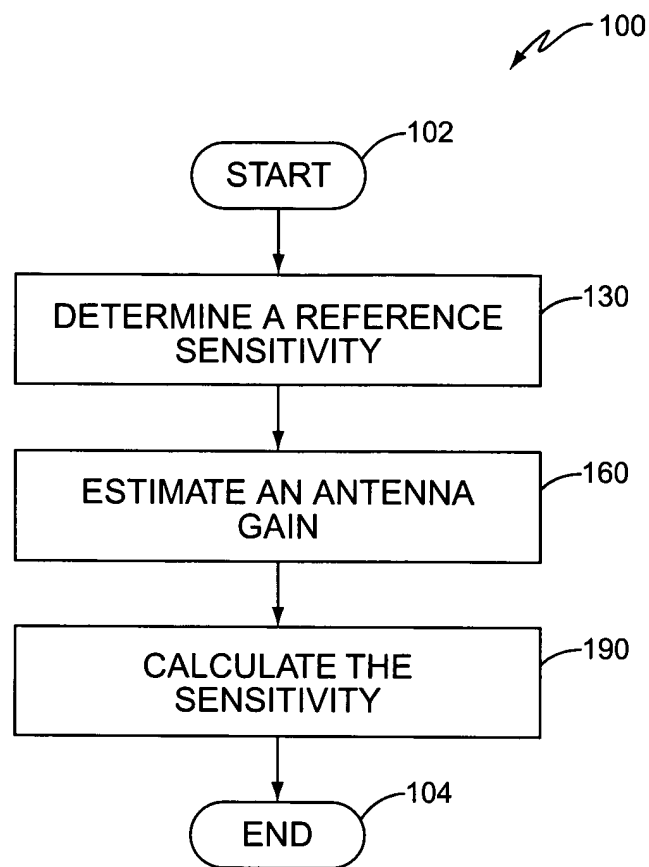 100
START
102
DETERMINE A REFERENCE
SENSITIVITY
130
ESTIMATE AN ANTENNA
GAIN
160
CALCULATE THE
SENSITIVITY
190
END
104